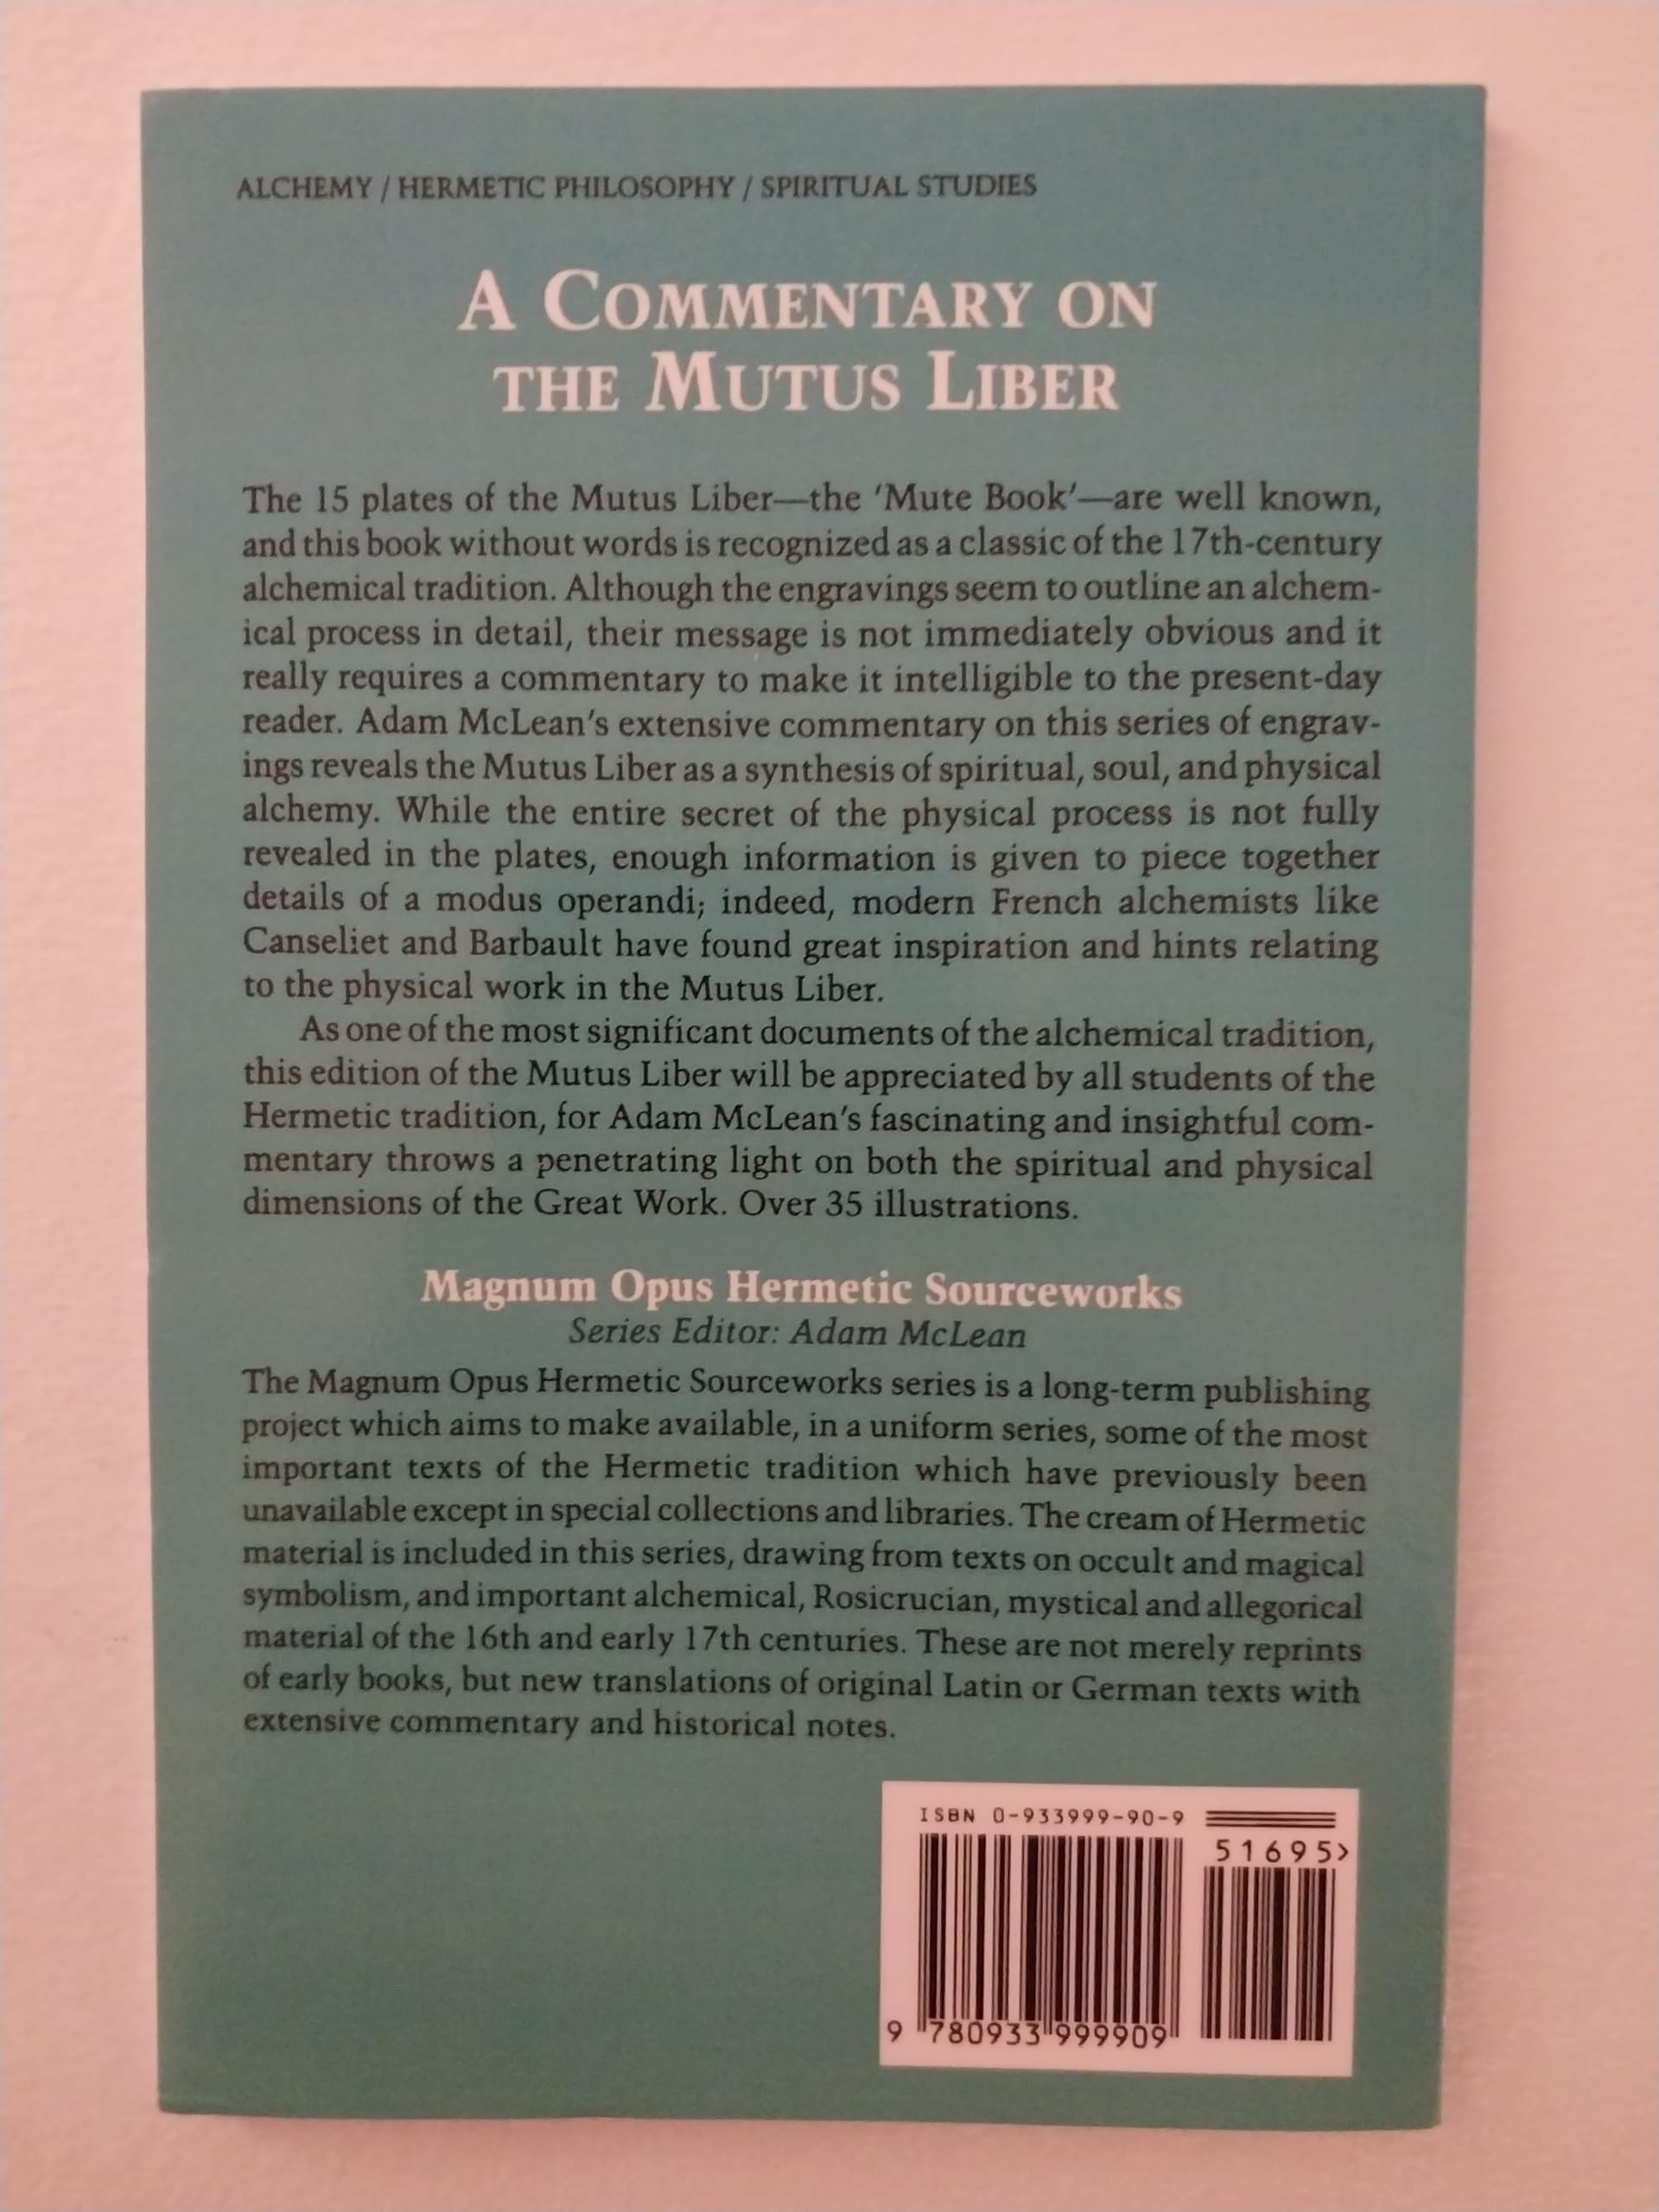 ALCHEMY / HERMETIC PHILOSOPHY / SPIRITUAL STUDIES
A COMMENTARY ON
THE MUTUS LIBER
The 15 plates of the Mutus Liber—the ‘Mute Book’—are well known,
and this book without words is recognized as a classic of the 17th-century
alchemical tradition. Although the engravings seem to outline an alchem-
ical process in detail, their message is not immediately obvious and it
really requires a commentary to make it intelligible to the present-day
reader. Adam McLean’s extensive commentary on this series of engrav-
ings reveals the Mutus Liber as a synthesis of spiritual, soul, and physical
alchemy. While the entire secret of the physical process is not fully
revealed in the plates, enough information is given to piece together
details of a modus operandi; indeed, modern French alchemists like
Canseliet and Barbault have found great inspiration and hints relating
to the physical work in the Mutus Liber.
As one of the most significant documents of the alchemical tradition,
this edition of the Mutus Liber will be appreciated by all students of the
Hermetic tradition, for Adam McLean’s fascinating and insightful com-
mentary throws a penetrating light on both the spiritual and physical
dimensions of the Great Work. Over 35 illustrations.
Magnum Opus Hermetic Sourceworks
Series Editor: Adam McLean
The Magnum Opus Hermetic Sourceworks series is a long-term publishing
project which aims to make available, in a uniform series, some of the most
important texts of the Hermetic tradition which have previously been
unavailable except in special collections and libraries. The cream of Hermetic
material is included in this series, drawing from texts on occult and magical
symbolism, and important alchemical, Rosicrucian, mystical and allegorical
material of the 16th and early 17th centuries. These are not merely reprints
of early books, but new translations of original Latin or German texts with
extensive commentary and historical notes.
ISBN 0-933999-90-9
51695>
9 780933 999909